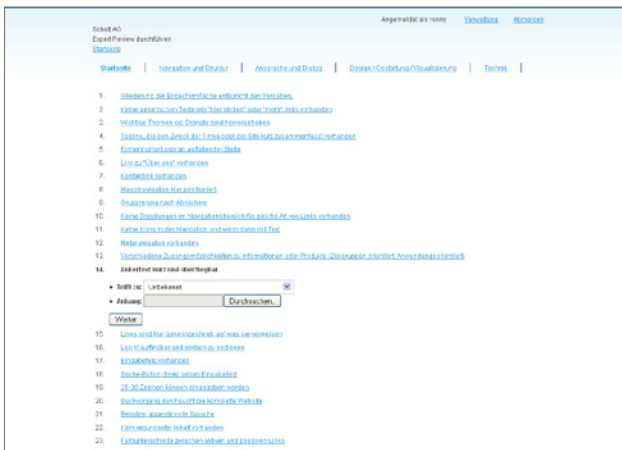 Angemeldet als ronny Verwaltung Abmelden
Schott AG
Expert Review durchführen
Startseite
Startseite | Navigation und Struktur | Ansprache und Dialog | Design / Gestaltung / Visualisierung | Technik |
1. Gliederung der Bildschirmfläche entspricht den Vorgaben.
2. Keine generischen Texte wie "hier klicken" oder "mehr" links vorhanden
3. Wichtige Themen oz. Dienste sind hervorgehoben
4. Tagline, die den Zweck der Firma oder der Site kurz zusammenfasst vorhanden
5. Firmenname/Logo an auffallender Stelle
6. Link zu "Über uns" vorhanden
7. Kontaktlink vorhanden
8. Hauptnavigation klar positioniert
9. Gruppierung nach Ähnlichem
10. Keine Dopplungen im Navigationsbereich für gleiche Art von Links vorhanden
11. Keine Icons in der Navigation und wenn dann mit Text
12. Metanavigation vorhanden
13. Verschiedene Zugangsmöglichkeiten zu Informationen oder Produkte (Zielgruppen orientiert, Anwendungsorientiert)
14. Ankertext kurz und überfliegbar
• Trifft zu: Unbekannt
• Anhang: Durchsuchen...
Weiter
15. Links sind klar gekennzeichnet, auf was sie verweisen
16. Leicht auffindbar und einfach zu bedienen
17. Eingabefeld vorhanden
18. Suche-Button direkt neben Eingabefeld
19. 25-30 Zeichen können eingegeben werden
20. Suchvorgang durchsucht die komplette Website
21. Benutzer abgestimmte Sprache
22. Kein redundanter Inhalt vorhanden
23. Farbunterschiede zwischen aktiven und passiven Links